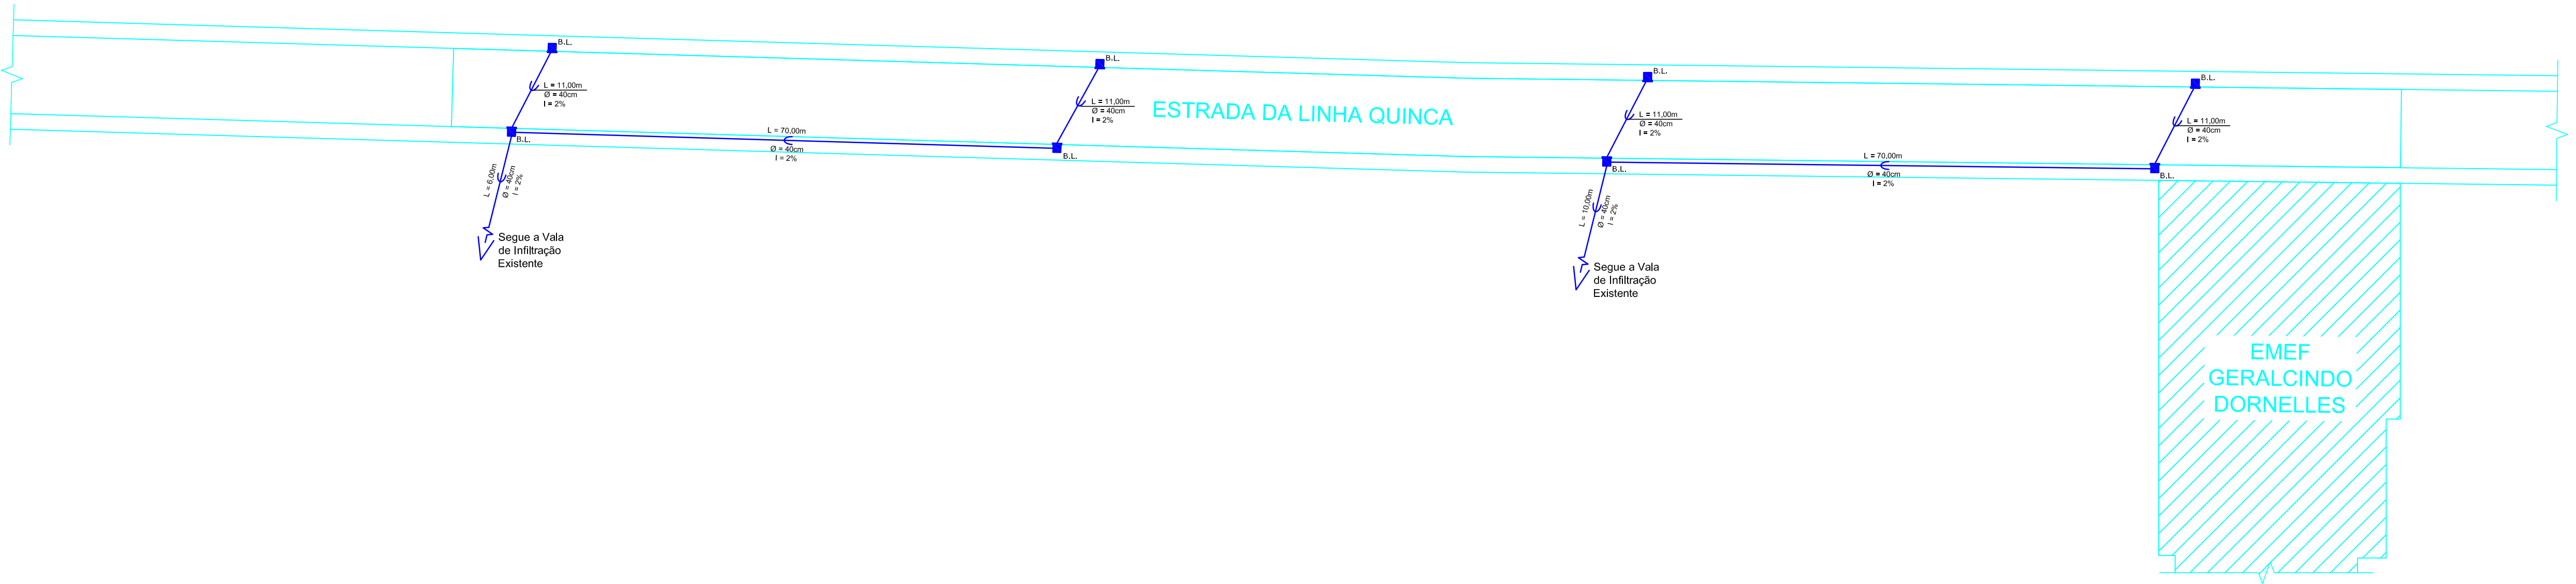 B.L.
L = 11,00m
Ø = 40cm
I = 2%
B.L.
L = 70,00m
Ø = 40cm
I = 2%
L = 6,00m
Ø = 40cm
I = 2%
Segue a Vala
de Infiltração
Existente
B.L.
L = 11,00m
Ø = 40cm
I = 2%
B.L.
ESTRADA DA LINHA QUINCA
B.L.
L = 11,00m
Ø = 40cm
I = 2%
B.L.
L = 70,00m
Ø = 40cm
I = 2%
L = 10,00m
Ø = 40cm
I = 2%
Segue a Vala
de Infiltração
Existente
B.L.
L = 11,00m
Ø = 40cm
I = 2%
B.L.
EMEF
GERALCINDO
DORNELLES